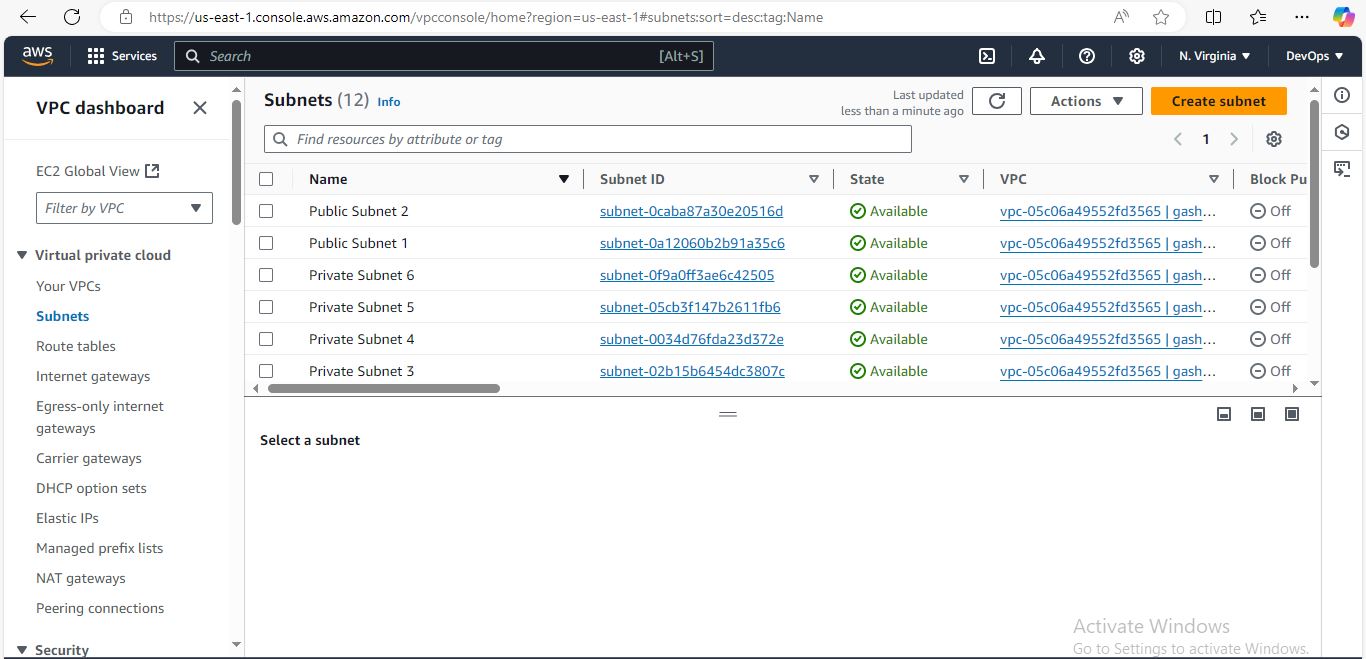 https://us-east-1.console.aws.amazon.com/vpcconsole/home?region=us-east-1#subnets:sort=desc:tag:Name
aws Services Search [Alt+S] N. Virginia DevOps
VPC dashboard
EC2 Global View
Filter by VPC
Virtual private cloud
Your VPCs
Subnets
Route tables
Internet gateways
Egress-only internet
gateways
Carrier gateways
DHCP option sets
Elastic IPs
Managed prefix lists
NAT gateways
Peering connections
Security
Subnets (12) Info
Last updated
less than a minute ago
Actions
Create subnet
Find resources by attribute or tag
1
Name Subnet ID State VPC Block Pu
Public Subnet 2 subnet-0caba87a30e20516d Available vpc-05c06a49552fd3565 | gash... Off
Public Subnet 1 subnet-0a12060b2b91a35c6 Available vpc-05c06a49552fd3565 | gash... Off
Private Subnet 6 subnet-0f9a0ff3ae6c42505 Available vpc-05c06a49552fd3565 | gash... Off
Private Subnet 5 subnet-05cb3f147b2611fb6 Available vpc-05c06a49552fd3565 | gash... Off
Private Subnet 4 subnet-0034d76fda23d372e Available vpc-05c06a49552fd3565 | gash... Off
Private Subnet 3 subnet-02b15b6454dc3807c Available vpc-05c06a49552fd3565 | gash... Off
Select a subnet
Activate Windows
Go to Settings to activate Windows.